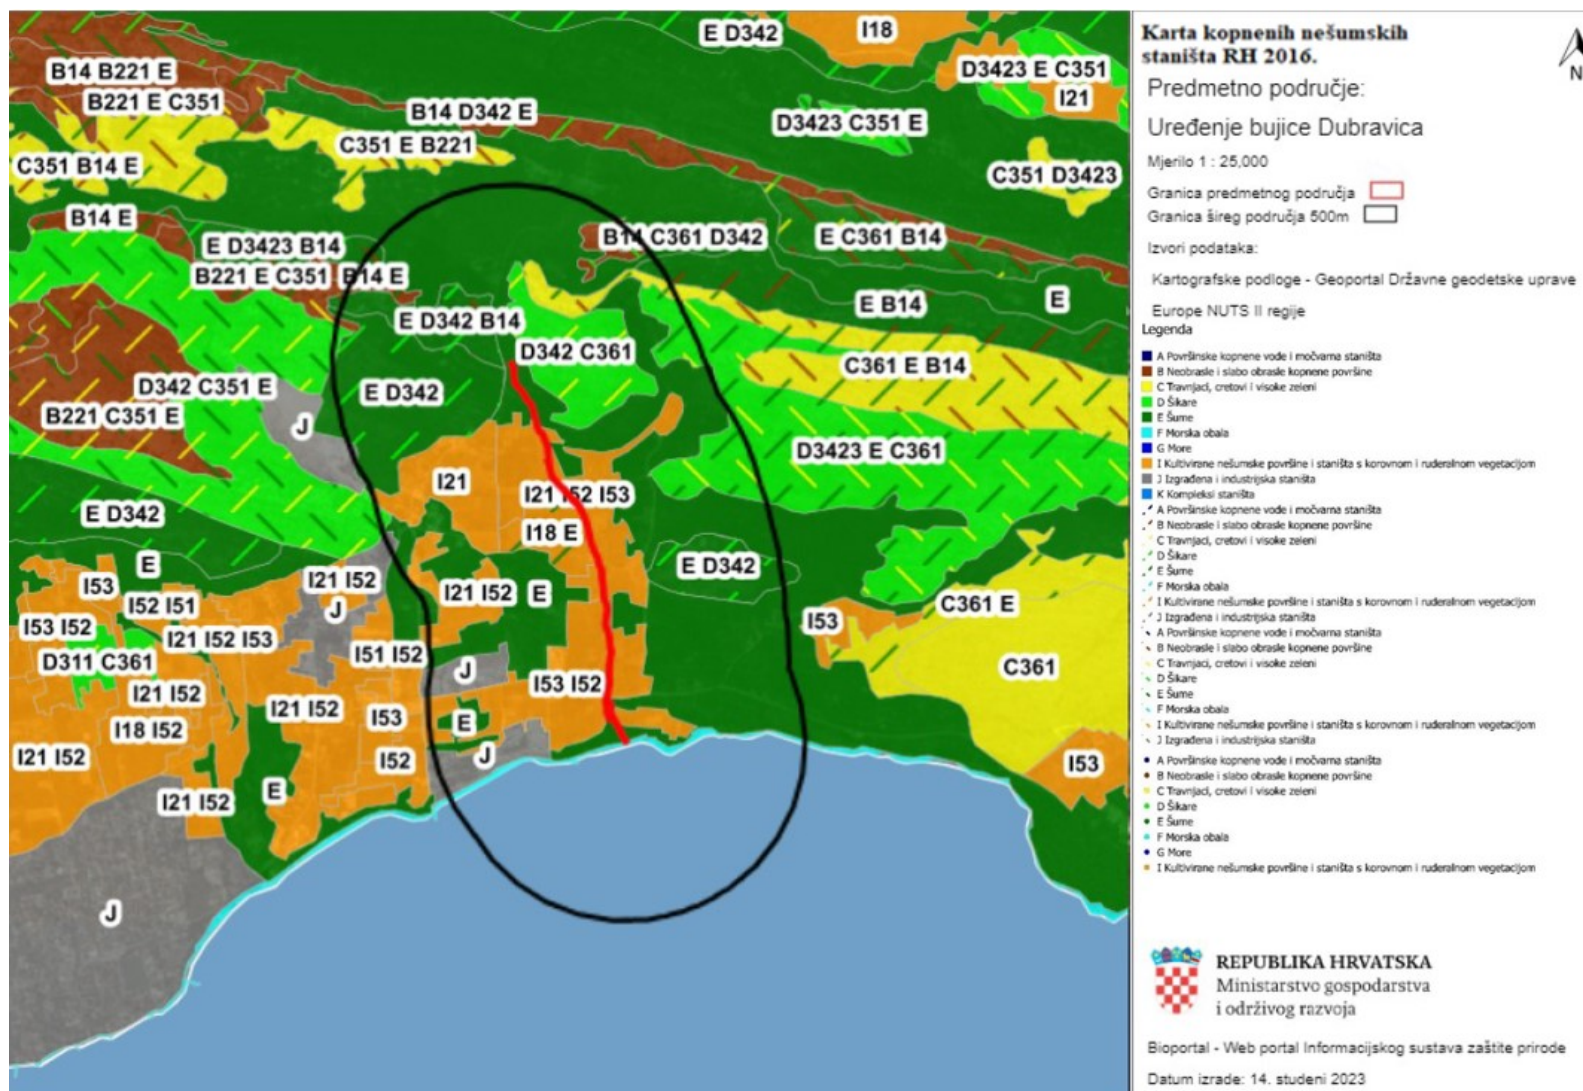 E D342
I18
B14 B221 E
D3423 E C351
B221 E C351
I21
B14 D342 E
D3423 C351 E
C351 E B221
C351 B14 E
C351 D3423
B14 E
E D3423 B14
B14 C361 D342
E C361 B14
B221 E C351
B14 E
E B14
E
E D342 B14
D342 C361
C361 E B14
D342 C351 E
E D342
B221 C351 E
J
D3423 E C361
I21
I21 I52 I53
E D342
I18 E
E
E D342
I53
I21 I52
I21 I52
E
I52 I51
J
C361 E
I53 I52
I21 I52 I53
I53
D311 C361
I51 I52
C361
J
I21 I52
I53 I52
I21 I52
I53
I18 I52
E
I21 I52
I52
J
I53
I21 I52
E
J
Karta kopnenih nešumskih
staništa RH 2016.
N
Predmetno područje:
Uređenje bujice Dubravica
Mjerilo 1 : 25,000
Granica predmetnog područja
Granica šireg područja 500m
Izvori podataka:
Kartografske podloge - Geoportal Državne geodetske uprave
Europe NUTS II regije
Legenda
A Površinske kopnene vode i močvarna staništa
B Neobrasle i slabo obrasle kopnene površine
C Travnjaci, cretovi i visoke zeleni
D Šikare
E Šume
F Morska obala
G More
I Kultivirane nešumske površine i staništa s korovnom i ruderalnom vegetacijom
J Izgrađena i industrijska staništa
K Kompleksi staništa
A Površinske kopnene vode i močvarna staništa
B Neobrasle i slabo obrasle kopnene površine
C Travnjaci, cretovi i visoke zeleni
D Šikare
E Šume
F Morska obala
I Kultivirane nešumske površine i staništa s korovnom i ruderalnom vegetacijom
J Izgrađena i industrijska staništa
A Površinske kopnene vode i močvarna staništa
B Neobrasle i slabo obrasle kopnene površine
C Travnjaci, cretovi i visoke zeleni
D Šikare
E Šume
F Morska obala
I Kultivirane nešumske površine i staništa s korovnom i ruderalnom vegetacijom
J Izgrađena i industrijska staništa
A Površinske kopnene vode i močvarna staništa
B Neobrasle i slabo obrasle kopnene površine
C Travnjaci, cretovi i visoke zeleni
D Šikare
E Šume
F Morska obala
G More
I Kultivirane nešumske površine i staništa s korovnom i ruderalnom vegetacijom
REPUBLIKA HRVATSKA
Ministarstvo gospodarstva
i održivog razvoja
Bioportal - Web portal Informacijskog sustava zaštite prirode
Datum izrade: 14. studeni 2023